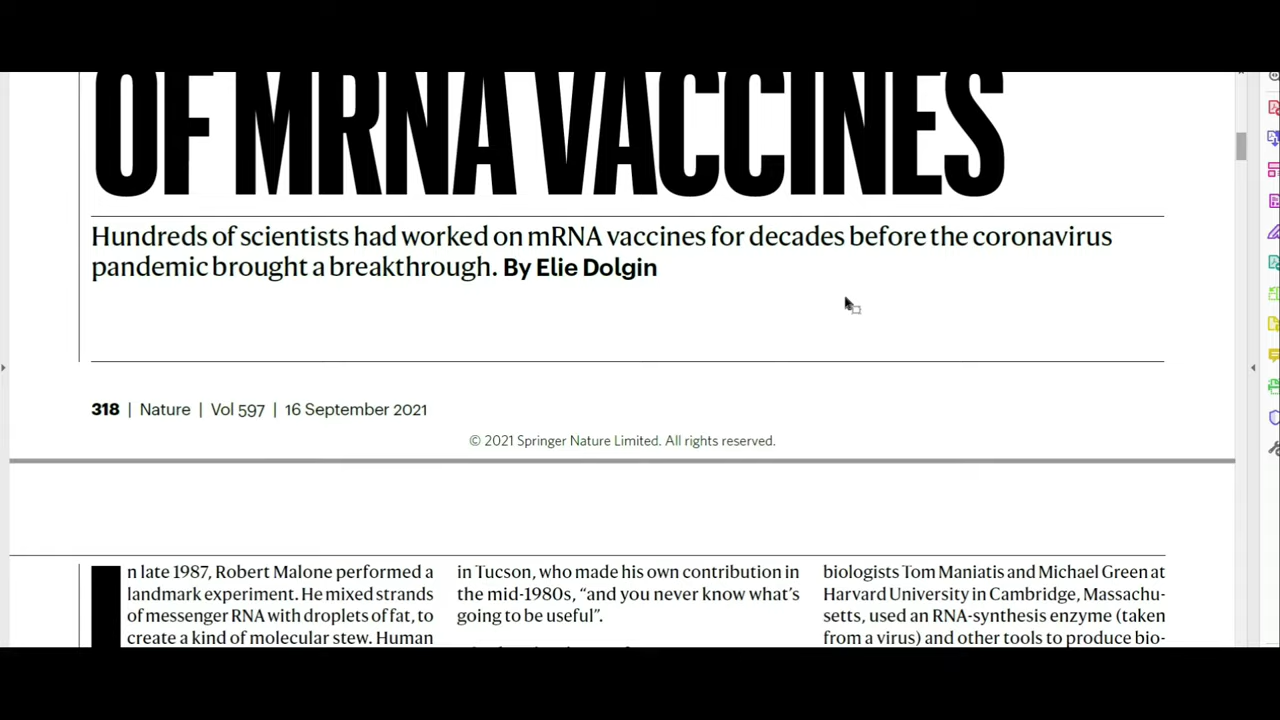 OF MRNA VACCINES
Hundreds of scientists had worked on mRNA vaccines for decades before the coronavirus
pandemic brought a breakthrough. By Elie Dolgin
318 | Nature | Vol 597 | 16 September 2021
© 2021 Springer Nature Limited. All rights reserved.
In late 1987, Robert Malone performed a
landmark experiment. He mixed strands
of messenger RNA with droplets of fat, to
create a kind of molecular stew. Human
in Tucson, who made his own contribution in
the mid-1980s, “and you never know what’s
going to be useful”.
biologists Tom Maniatis and Michael Green at
Harvard University in Cambridge, Massachu-
setts, used an RNA-synthesis enzyme (taken
from a virus) and other tools to produce bio-